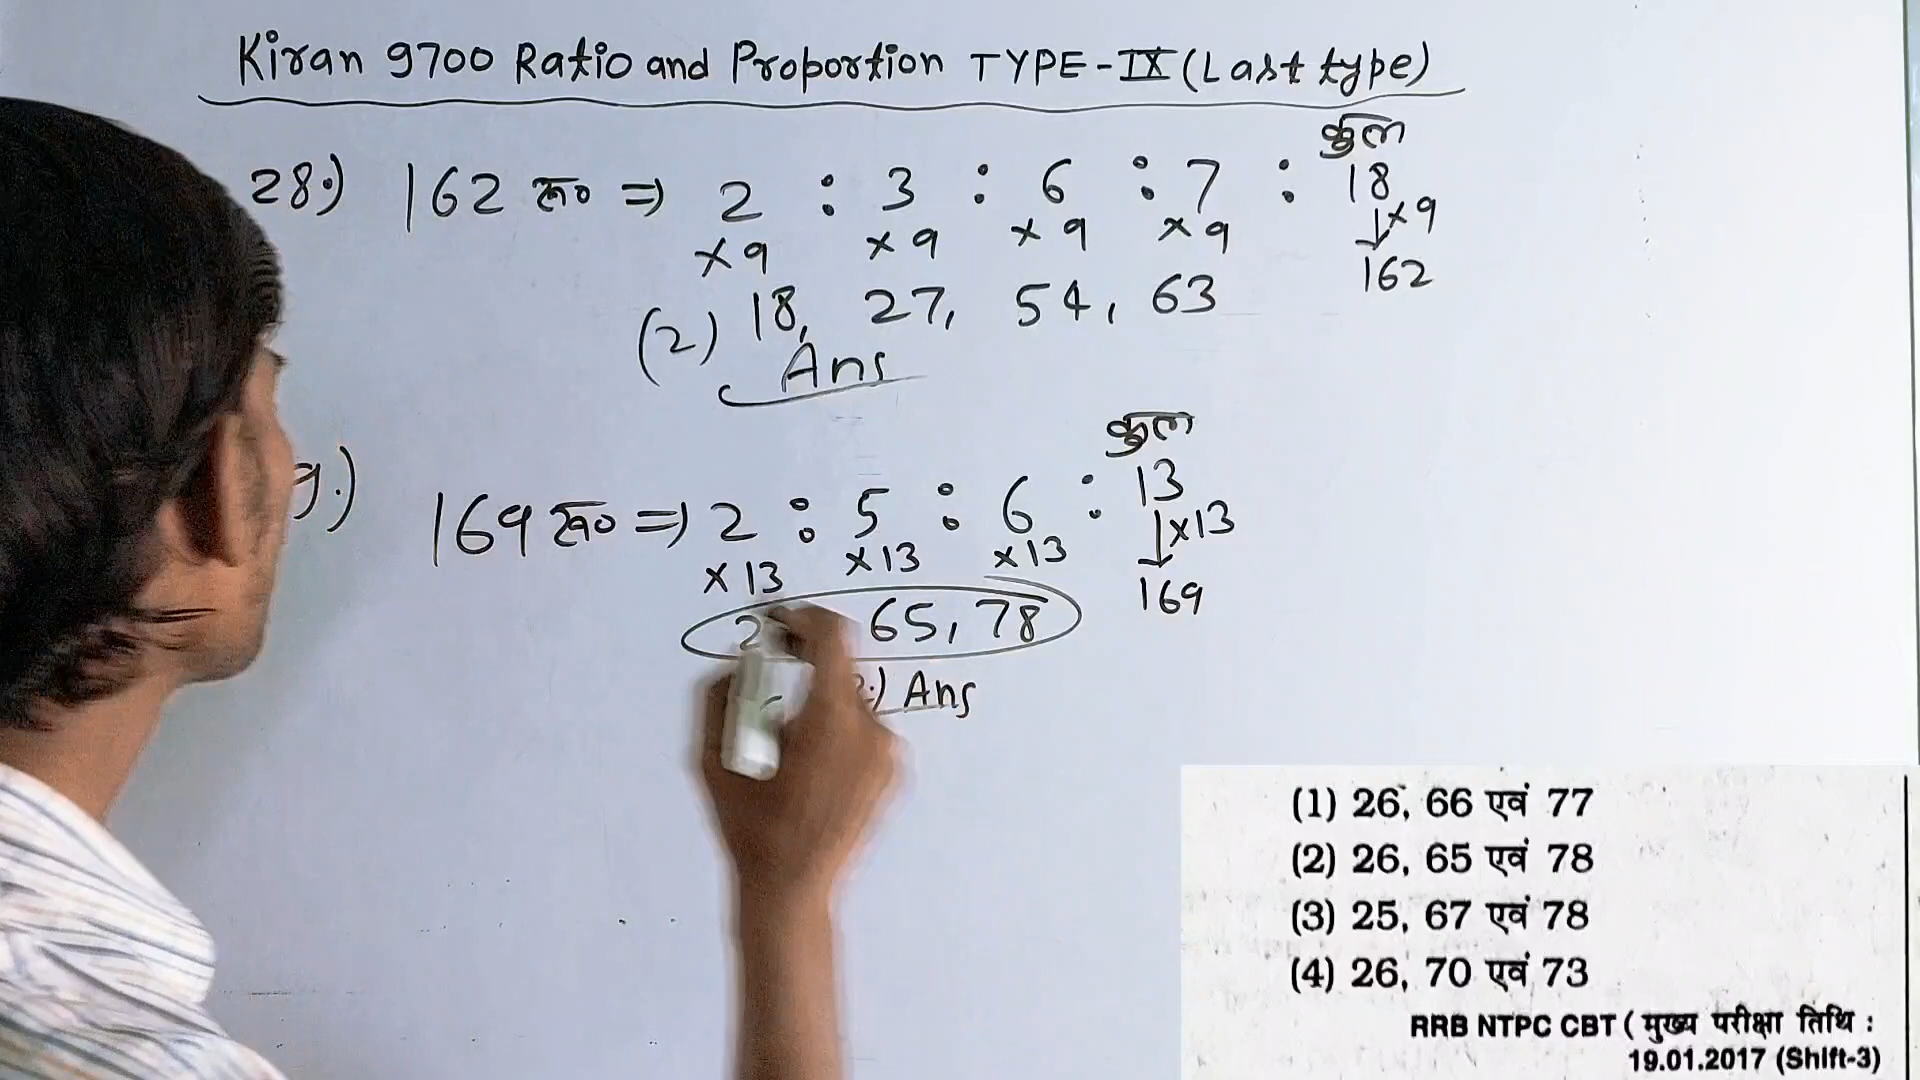 Kiran 9700 Ratio and Proportion TYPE-IX (Last type)
कुल
28.) 162 रू० ⇒ 2 : 3 : 6 : 7 : 18
×9 ×9 ×9 ×9 ↓×9
(2) 18, 27, 54, 63 162
Ans
कुल
9.) 169 रू० ⇒ 2 : 5 : 6 : 13
×13 ×13 ×13 ↓×13
2 65, 78 169
.) Ans
(1) 26, 66 एवं 77
(2) 26, 65 एवं 78
(3) 25, 67 एवं 78
(4) 26, 70 एवं 73
RRB NTPC CBT ( मुख्य परीक्षा तिथि :
19.01.2017 (Shift-3)